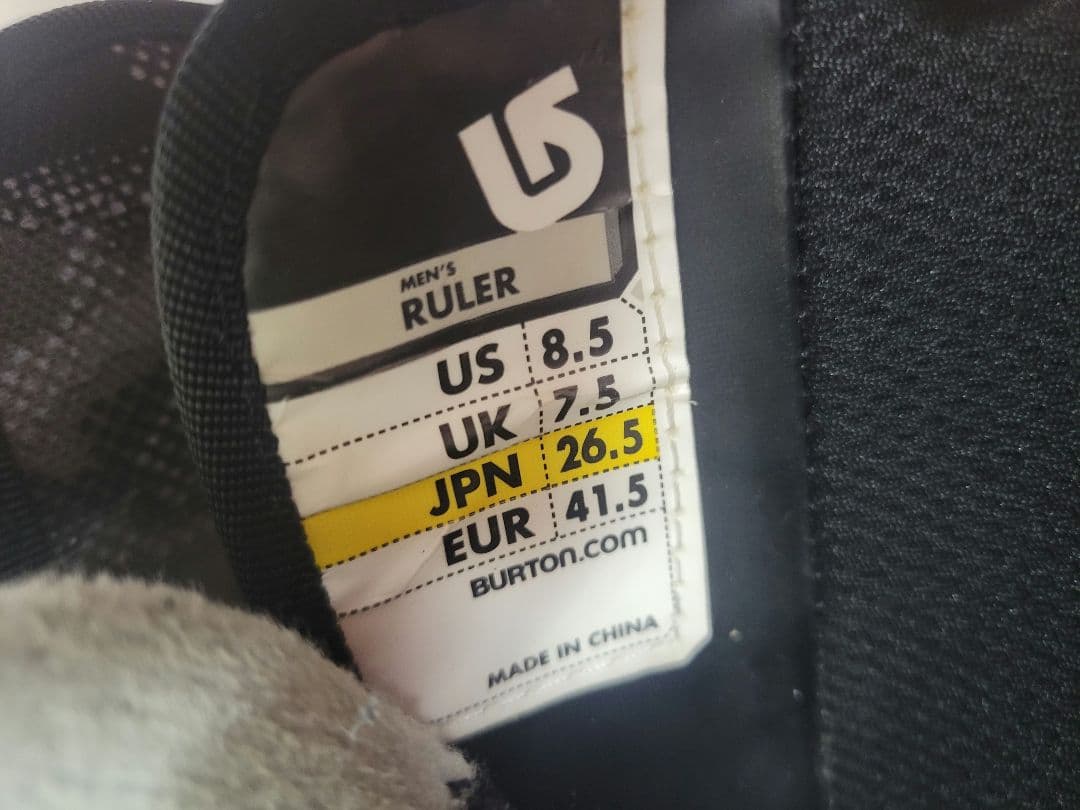 MEN'S
RULER
US 8.5
UK 7.5
JPN 26.5
EUR 41.5
BURTON.COM
MADE IN CHINA